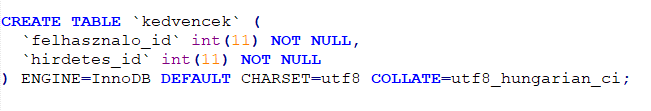 CREATE TABLE `kedvencek` (
  `felhasznalo_id` int(11) NOT NULL,
  `hirdetes_id` int(11) NOT NULL
) ENGINE=InnoDB DEFAULT CHARSET=utf8 COLLATE=utf8_hungarian_ci;